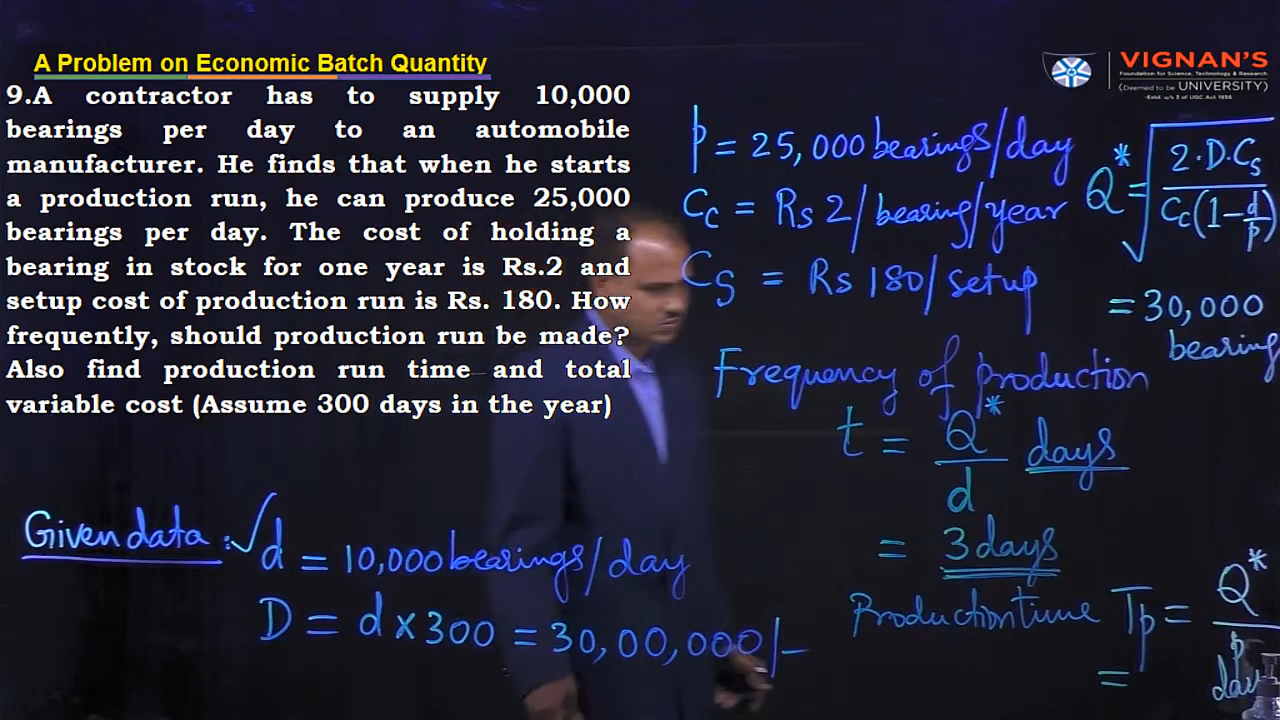 A Problem on Economic Batch Quantity
9.A contractor has to supply 10,000
bearings per day to an automobile
manufacturer. He finds that when he starts
a production run, he can produce 25,000
bearings per day. The cost of holding a
bearing in stock for one year is Rs.2 and
setup cost of production run is Rs. 180. How
frequently, should production run be made?
Also find production run time and total
variable cost (Assume 300 days in the year)
Given data :- ✓ d = 10,000 bearings/day
D = d × 300 = 30,00,000/-
VIGNAN'S
Foundation for Science, Technology & Research
(Deemed to be UNIVERSITY)
-Estd. u/s 3 of UGC Act 1956
p = 25,000 bearings/day
Cc = Rs 2/bearing/year
Cs = Rs 180/setup
Q* = √(2·D·Cs / Cc(1-d/p))
= 30,000
bearing
Frequency of production
t = Q*/d days
= 3 days
Production time Tp = Q*/p
=